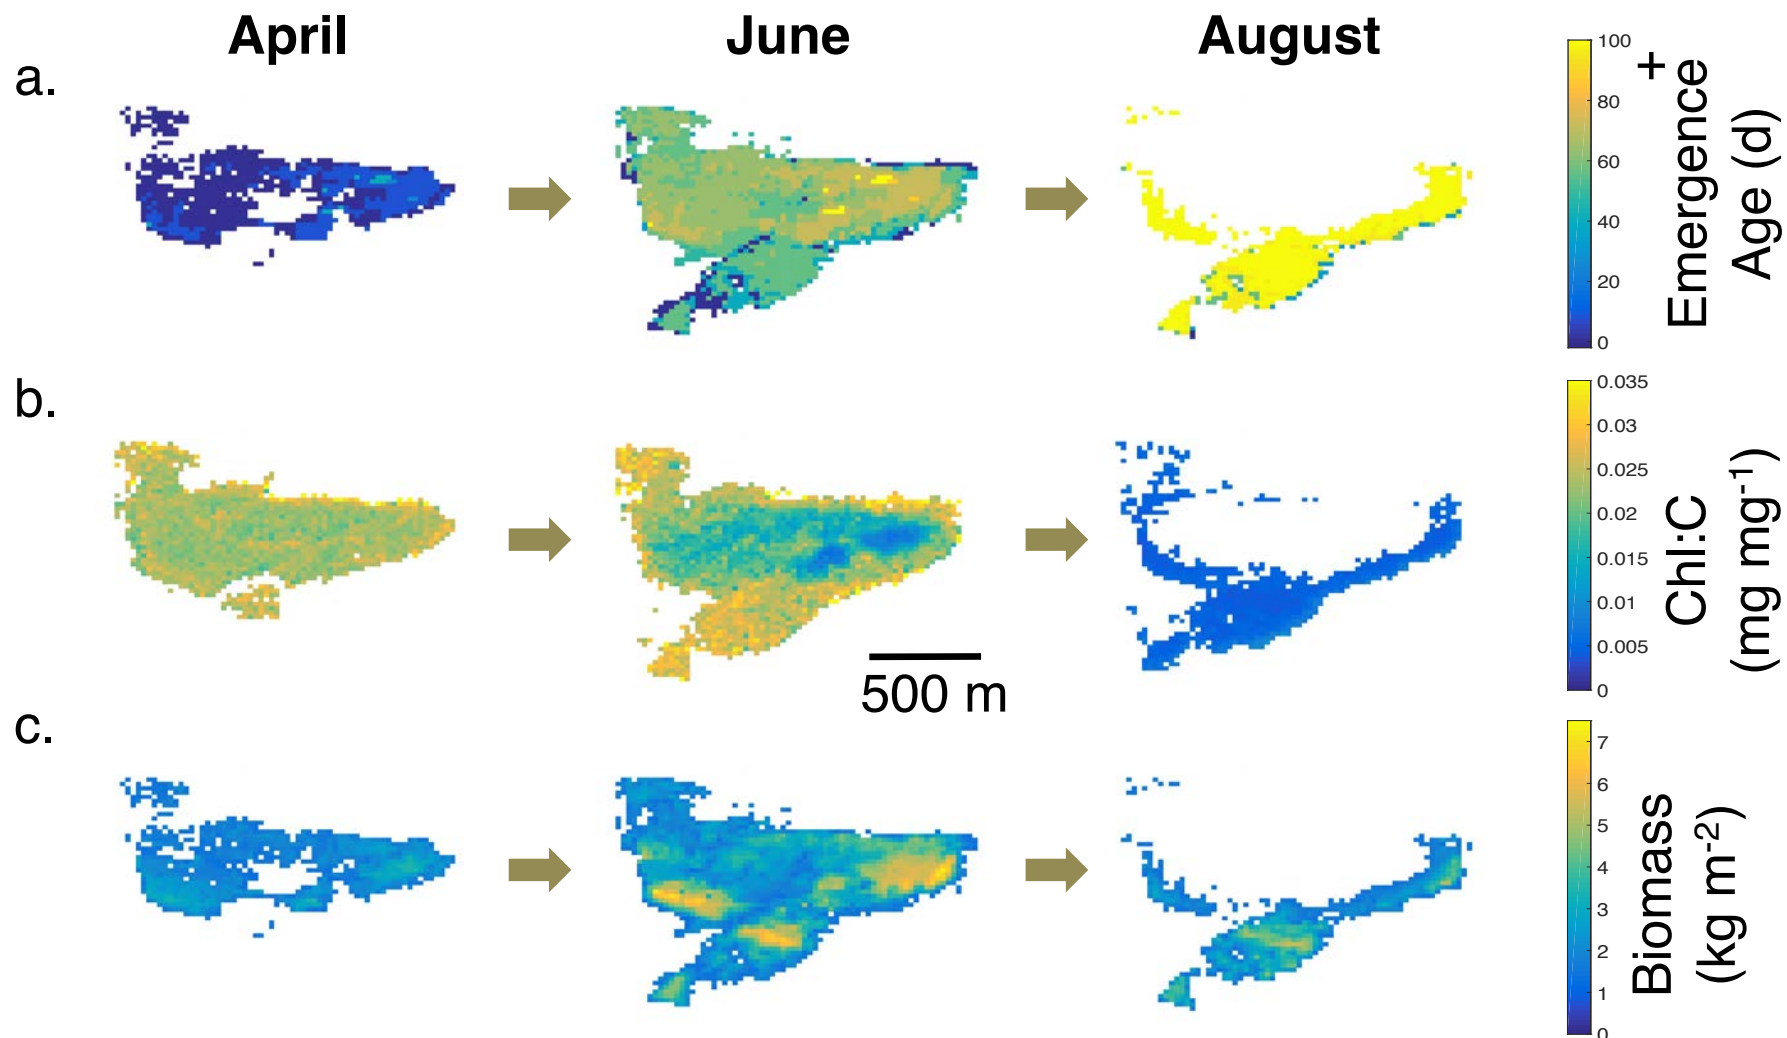 April
June
August
a.
100
80
60
40
20
0
Emergence +
Age (d)
b.
0.035
0.03
0.025
0.02
0.015
0.01
0.005
0
Chl:C
(mg mg-1)
500 m
c.
7
6
5
4
3
2
1
0
Biomass
(kg m-2)